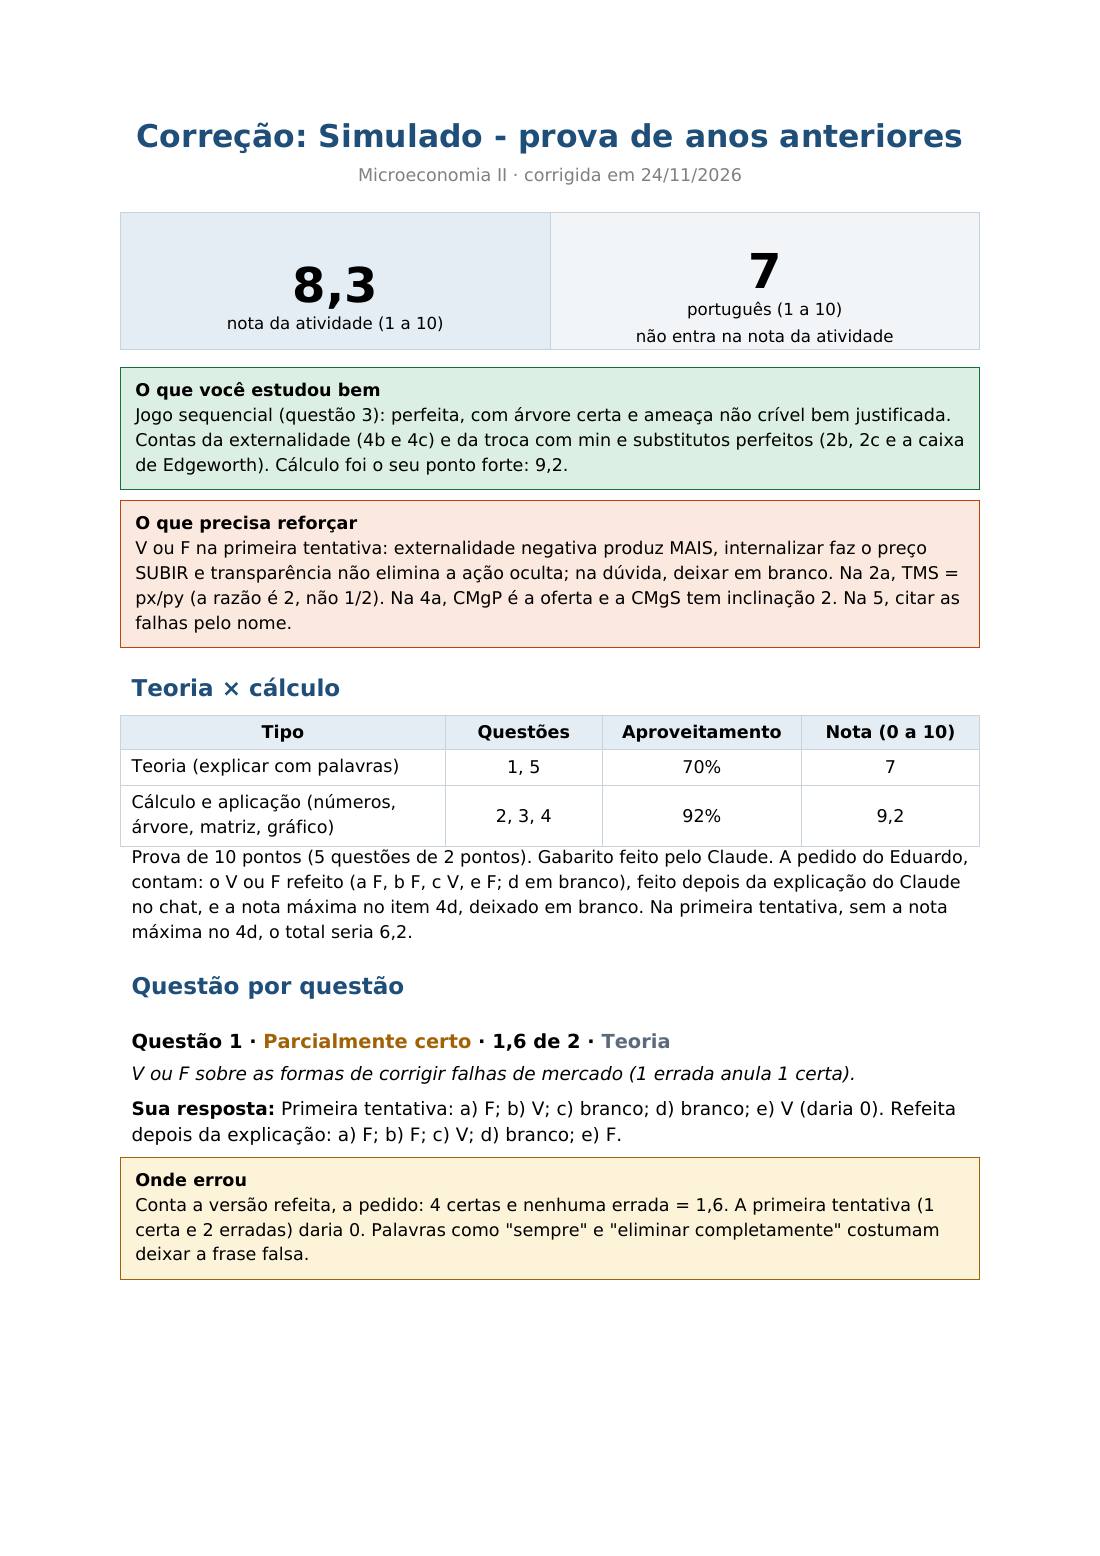 Correção: Simulado - prova de anos anteriores
Microeconomia II · corrigida em 24/11/2026
8,3
nota da atividade (1 a 10)
7
português (1 a 10)
não entra na nota da atividade
O que você estudou bem
Jogo sequencial (questão 3): perfeita, com árvore certa e ameaça não crível bem justificada.
Contas da externalidade (4b e 4c) e da troca com min e substitutos perfeitos (2b, 2c e a caixa
de Edgeworth). Cálculo foi o seu ponto forte: 9,2.
O que precisa reforçar
V ou F na primeira tentativa: externalidade negativa produz MAIS, internalizar faz o preço
SUBIR e transparência não elimina a ação oculta; na dúvida, deixar em branco. Na 2a, TMS =
px/py (a razão é 2, não 1/2). Na 4a, CMgP é a oferta e a CMgS tem inclinação 2. Na 5, citar as
falhas pelo nome.
Teoria × cálculo
Tipo Questões Aproveitamento Nota (0 a 10)
Teoria (explicar com palavras) 1, 5 70% 7
Cálculo e aplicação (números,
árvore, matriz, gráfico) 2, 3, 4 92% 9,2
Prova de 10 pontos (5 questões de 2 pontos). Gabarito feito pelo Claude. A pedido do Eduardo,
contam: o V ou F refeito (a F, b F, c V, e F; d em branco), feito depois da explicação do Claude
no chat, e a nota máxima no item 4d, deixado em branco. Na primeira tentativa, sem a nota
máxima no 4d, o total seria 6,2.
Questão por questão
Questão 1 · Parcialmente certo · 1,6 de 2 · Teoria
V ou F sobre as formas de corrigir falhas de mercado (1 errada anula 1 certa).
Sua resposta: Primeira tentativa: a) F; b) V; c) branco; d) branco; e) V (daria 0). Refeita
depois da explicação: a) F; b) F; c) V; d) branco; e) F.
Onde errou
Conta a versão refeita, a pedido: 4 certas e nenhuma errada = 1,6. A primeira tentativa (1
certa e 2 erradas) daria 0. Palavras como "sempre" e "eliminar completamente" costumam
deixar a frase falsa.